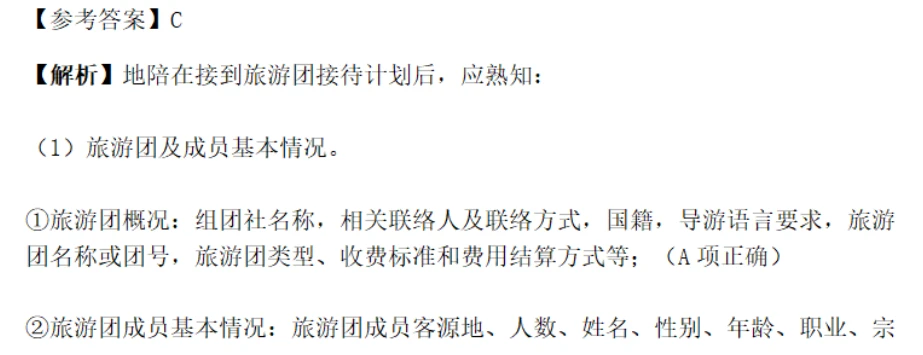 【参考答案】C
【解析】地陪在接到旅游团接待计划后，应熟知：
（1）旅游团及成员基本情况。
①旅游团概况：组团社名称，相关联络人及联络方式，国籍，导游语言要求，旅游
团名称或团号，旅游团类型、收费标准和费用结算方式等；（A 项正确）
②旅游团成员基本情况：旅游团成员客源地、人数、姓名、性别、年龄、职业、宗